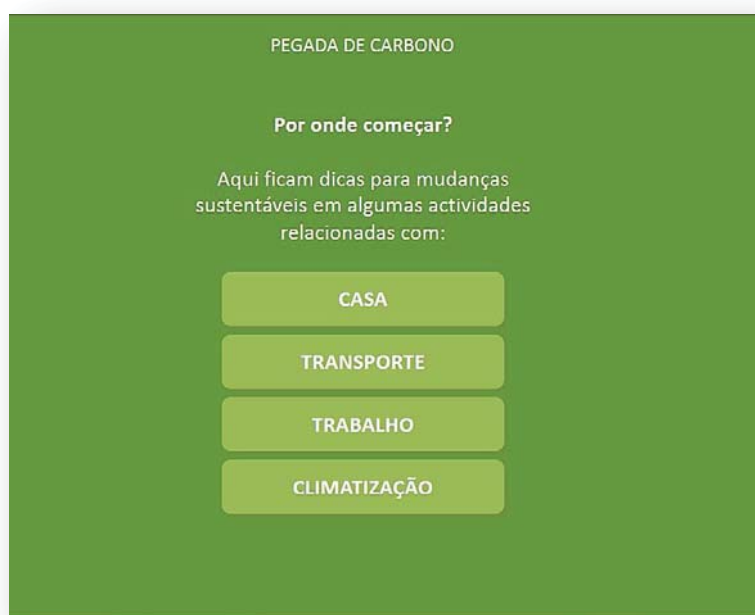 PEGADA DE CARBONO
Por onde começar?
Aqui ficam dicas para mudanças
sustentáveis em algumas actividades
relacionadas com:
CASA
TRANSPORTE
TRABALHO
CLIMATIZAÇÃO